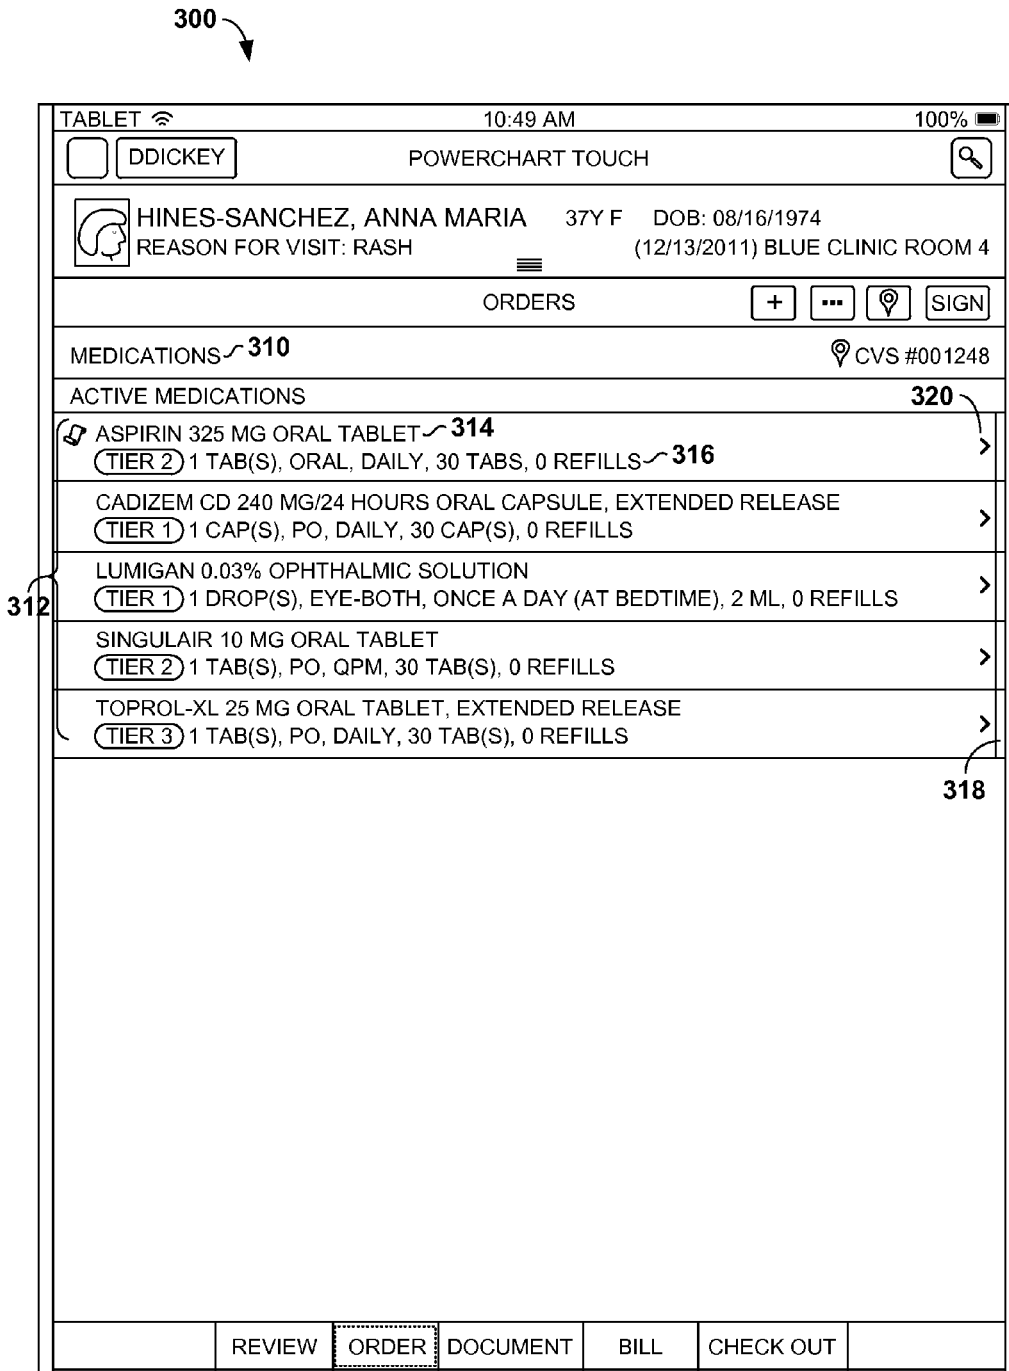 300
TABLET 10:49 AM 100%
DDICKEY POWERCHART TOUCH
HINES-SANCHEZ, ANNA MARIA 37Y F DOB: 08/16/1974
REASON FOR VISIT: RASH (12/13/2011) BLUE CLINIC ROOM 4
ORDERS + ... SIGN
MEDICATIONS 310 CVS #001248
ACTIVE MEDICATIONS 320
ASPIRIN 325 MG ORAL TABLET 314
TIER 2 1 TAB(S), ORAL, DAILY, 30 TABS, 0 REFILLS 316
CADIZEM CD 240 MG/24 HOURS ORAL CAPSULE, EXTENDED RELEASE
TIER 1 1 CAP(S), PO, DAILY, 30 CAP(S), 0 REFILLS
LUMIGAN 0.03% OPHTHALMIC SOLUTION
312 TIER 1 1 DROP(S), EYE-BOTH, ONCE A DAY (AT BEDTIME), 2 ML, 0 REFILLS
SINGULAIR 10 MG ORAL TABLET
TIER 2 1 TAB(S), PO, QPM, 30 TAB(S), 0 REFILLS
TOPROL-XL 25 MG ORAL TABLET, EXTENDED RELEASE
TIER 3 1 TAB(S), PO, DAILY, 30 TAB(S), 0 REFILLS
318
REVIEW ORDER DOCUMENT BILL CHECK OUT